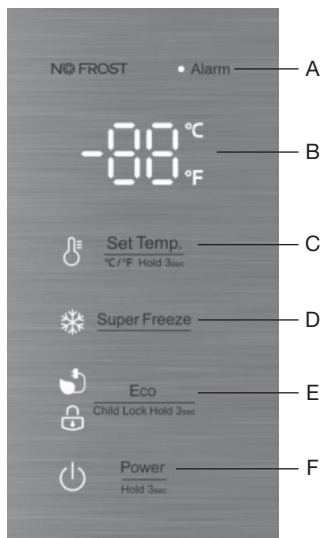 NO FROST Alarm A
-88 °C °F B
Set Temp. C
°C/°F Hold 3sec
Super Freeze D
Eco E
Child Lock Hold 3sec
Power F
Hold 3sec